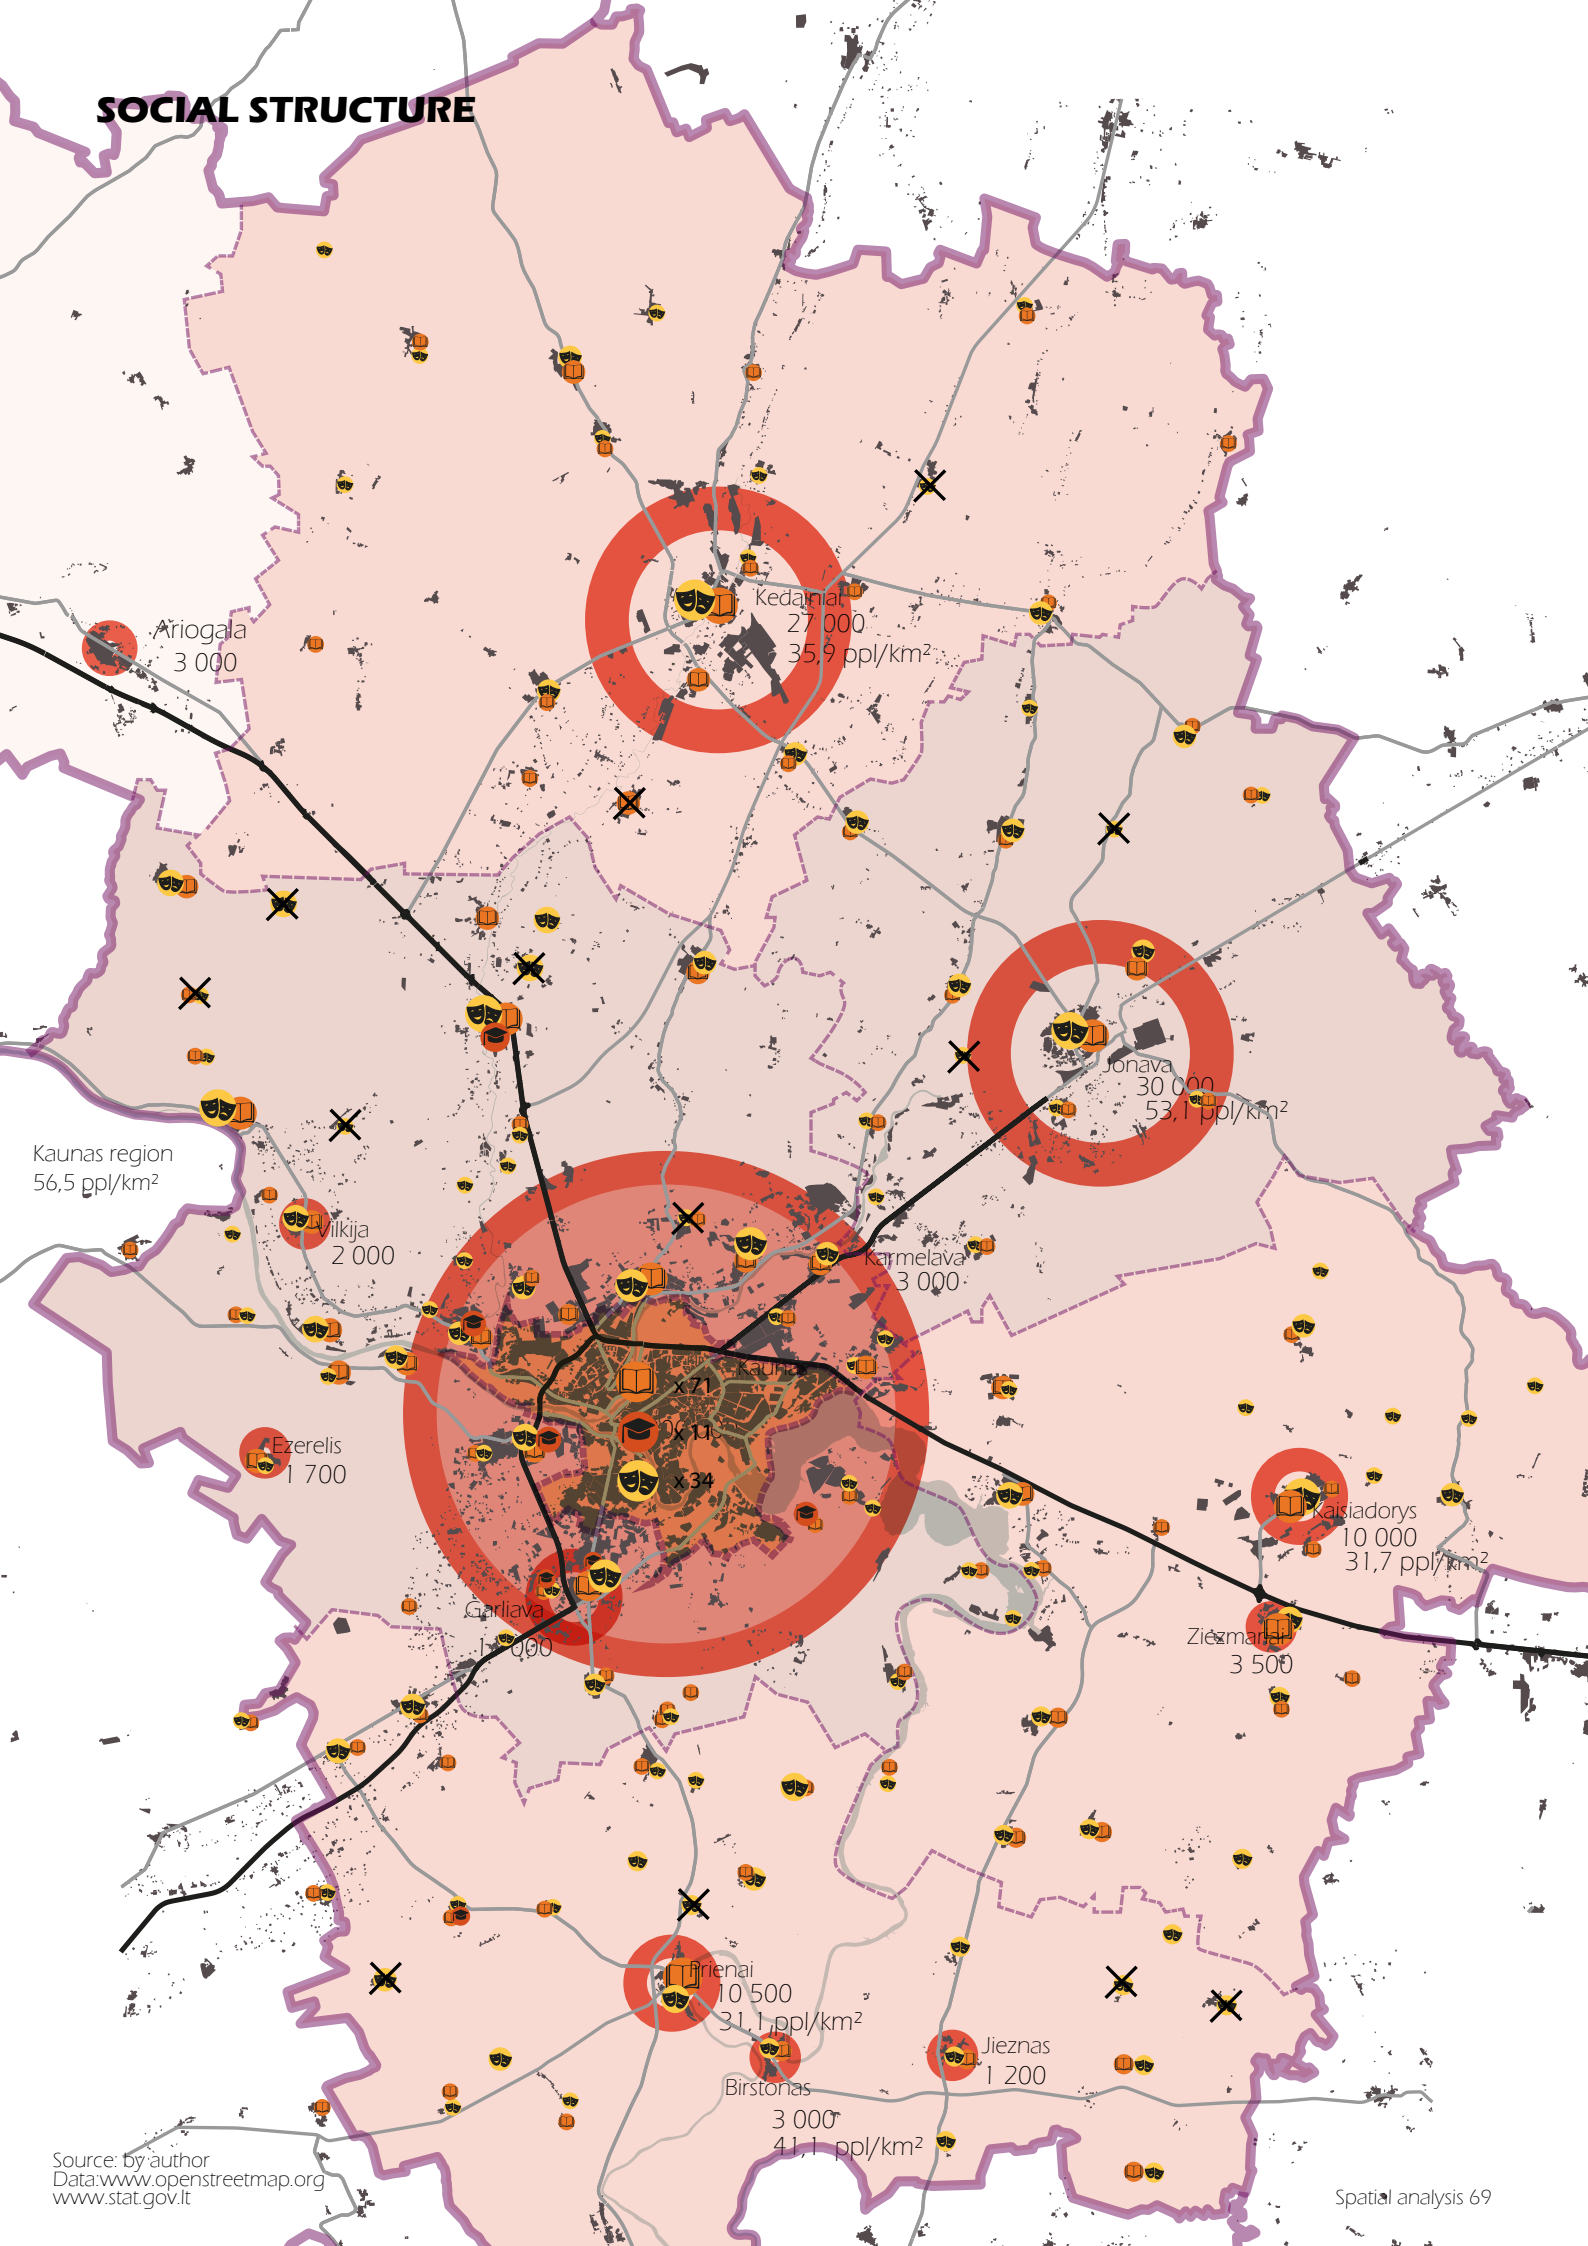 SOCIAL STRUCTURE
Kedainiai
27 000
35,9 ppl/km²
Ariogala
3 000
Jonava
30 000
53,1 ppl/km²
Kaunas region
56,5 ppl/km²
Vilkija
2 000
Karmelava
3 000
Kaunas
x 71
x 11
x 34
Ezerelis
1 700
Kaisiadorys
10 000
31,7 ppl/km²
Garliava
000
Ziezmariai
3 500
Prienai
10 500
31,1 ppl/km²
Jieznas
1 200
Birstonas
3 000
41,1 ppl/km²
Source: by author
Data:www.openstreetmap.org
www.stat.gov.lt
Spatial analysis 69